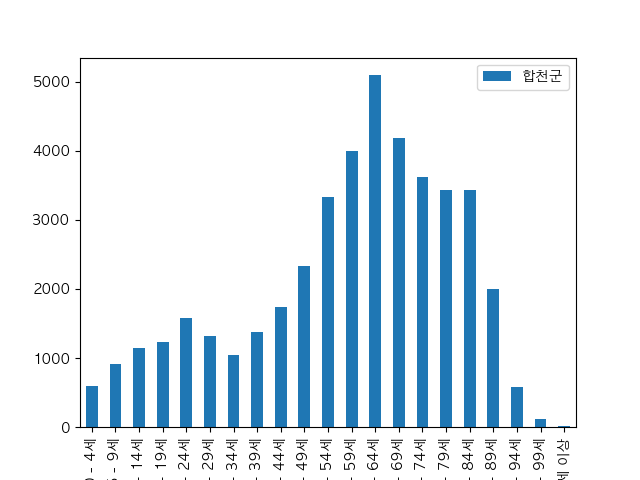 합천군
5000
4000
3000
2000
1000
0
- 4세
- 9세
- 14세
- 19세
- 24세
- 29세
- 34세
- 39세
- 44세
- 49세
- 54세
- 59세
- 64세
- 69세
- 74세
- 79세
- 84세
- 89세
- 94세
- 99세
세 이상